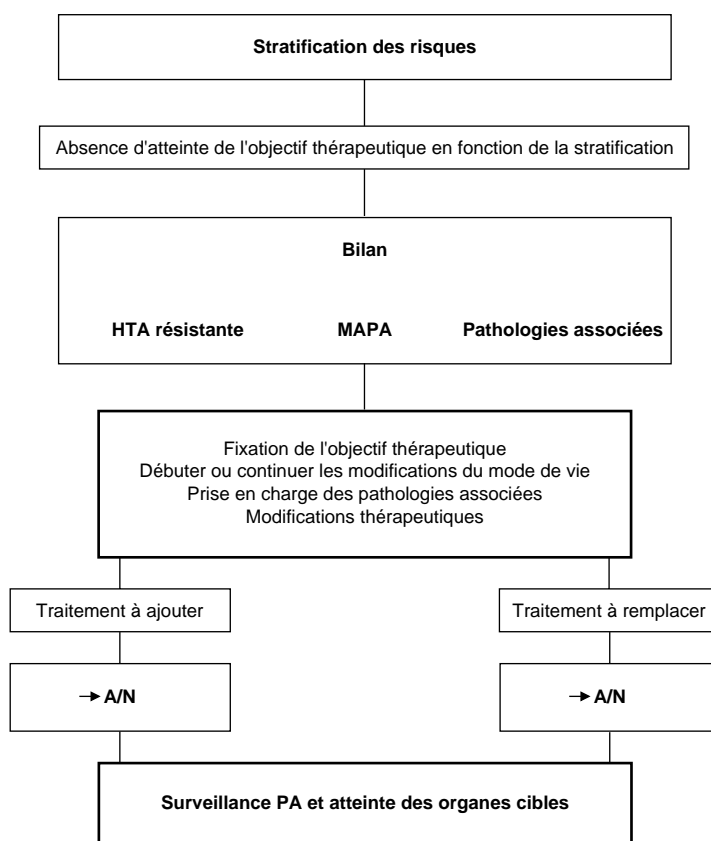 Stratification des risques
Absence d'atteinte de l'objectif thérapeutique en fonction de la stratification
Bilan
HTA résistante MAPA Pathologies associées
Fixation de l'objectif thérapeutique
Débuter ou continuer les modifications du mode de vie
Prise en charge des pathologies associées
Modifications thérapeutiques
Traitement à ajouter Traitement à remplacer
→ A/N → A/N
Surveillance PA et atteinte des organes cibles